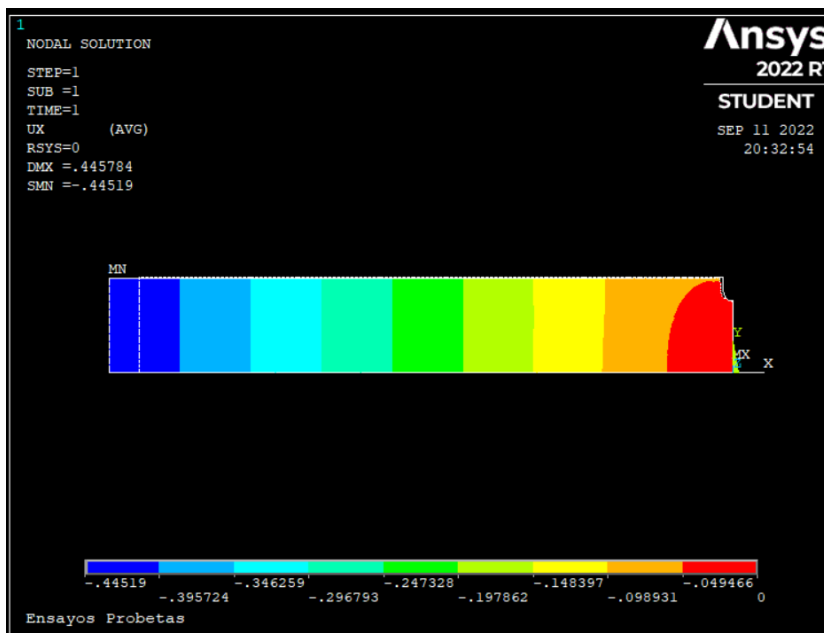 1
NODAL SOLUTION
STEP=1
SUB =1
TIME=1
UX (AVG)
RSYS=0
DMX =.445784
SMN =-.44519
Ansys
2022 R
STUDENT
SEP 11 2022
20:32:54
MN
Y
MX
X
-.44519 -.346259 -.247328 -.148397 -.049466
-.395724 -.296793 -.197862 -.098931 0
Ensayos Probetas